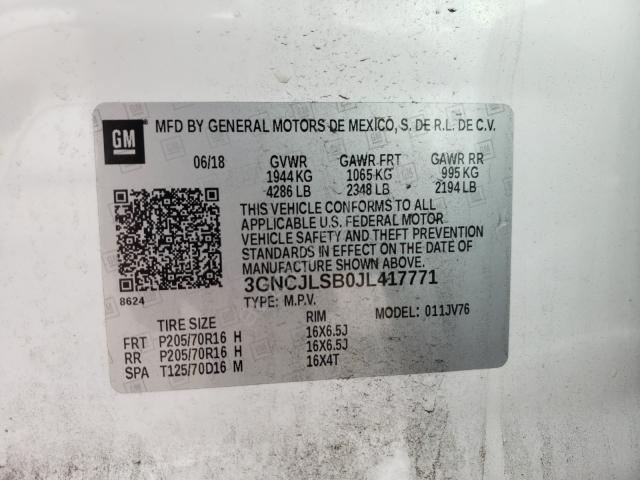 GM MFD BY GENERAL MOTORS DE MEXICO, S. DE R.L. DE C.V.
06/18 GVWR GAWR FRT GAWR RR
1944 KG 1065 KG 995 KG
4286 LB 2348 LB 2194 LB
THIS VEHICLE CONFORMS TO ALL
APPLICABLE U.S. FEDERAL MOTOR
VEHICLE SAFETY AND THEFT PREVENTION
STANDARDS IN EFFECT ON THE DATE OF
MANUFACTURE SHOWN ABOVE.
3GNCJLSB0JL417771
8624
TYPE: M.P.V. MODEL: 011JV76
TIRE SIZE RIM
FRT P205/70R16 H 16X6.5J
RR P205/70R16 H 16X6.5J
SPA T125/70D16 M 16X4T